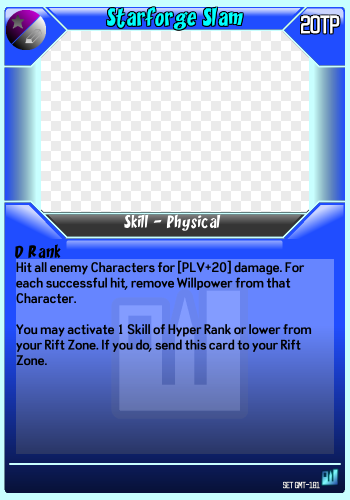 Starforge Slam
20TP
Skill - Physical
D Rank
Hit all enemy Characters for [PLV+20] damage. For
each successful hit, remove Willpower from that
Character.
You may activate 1 Skill of Hyper Rank or lower from
your Rift Zone. If you do, send this card to your Rift
Zone.
SET GMT-181